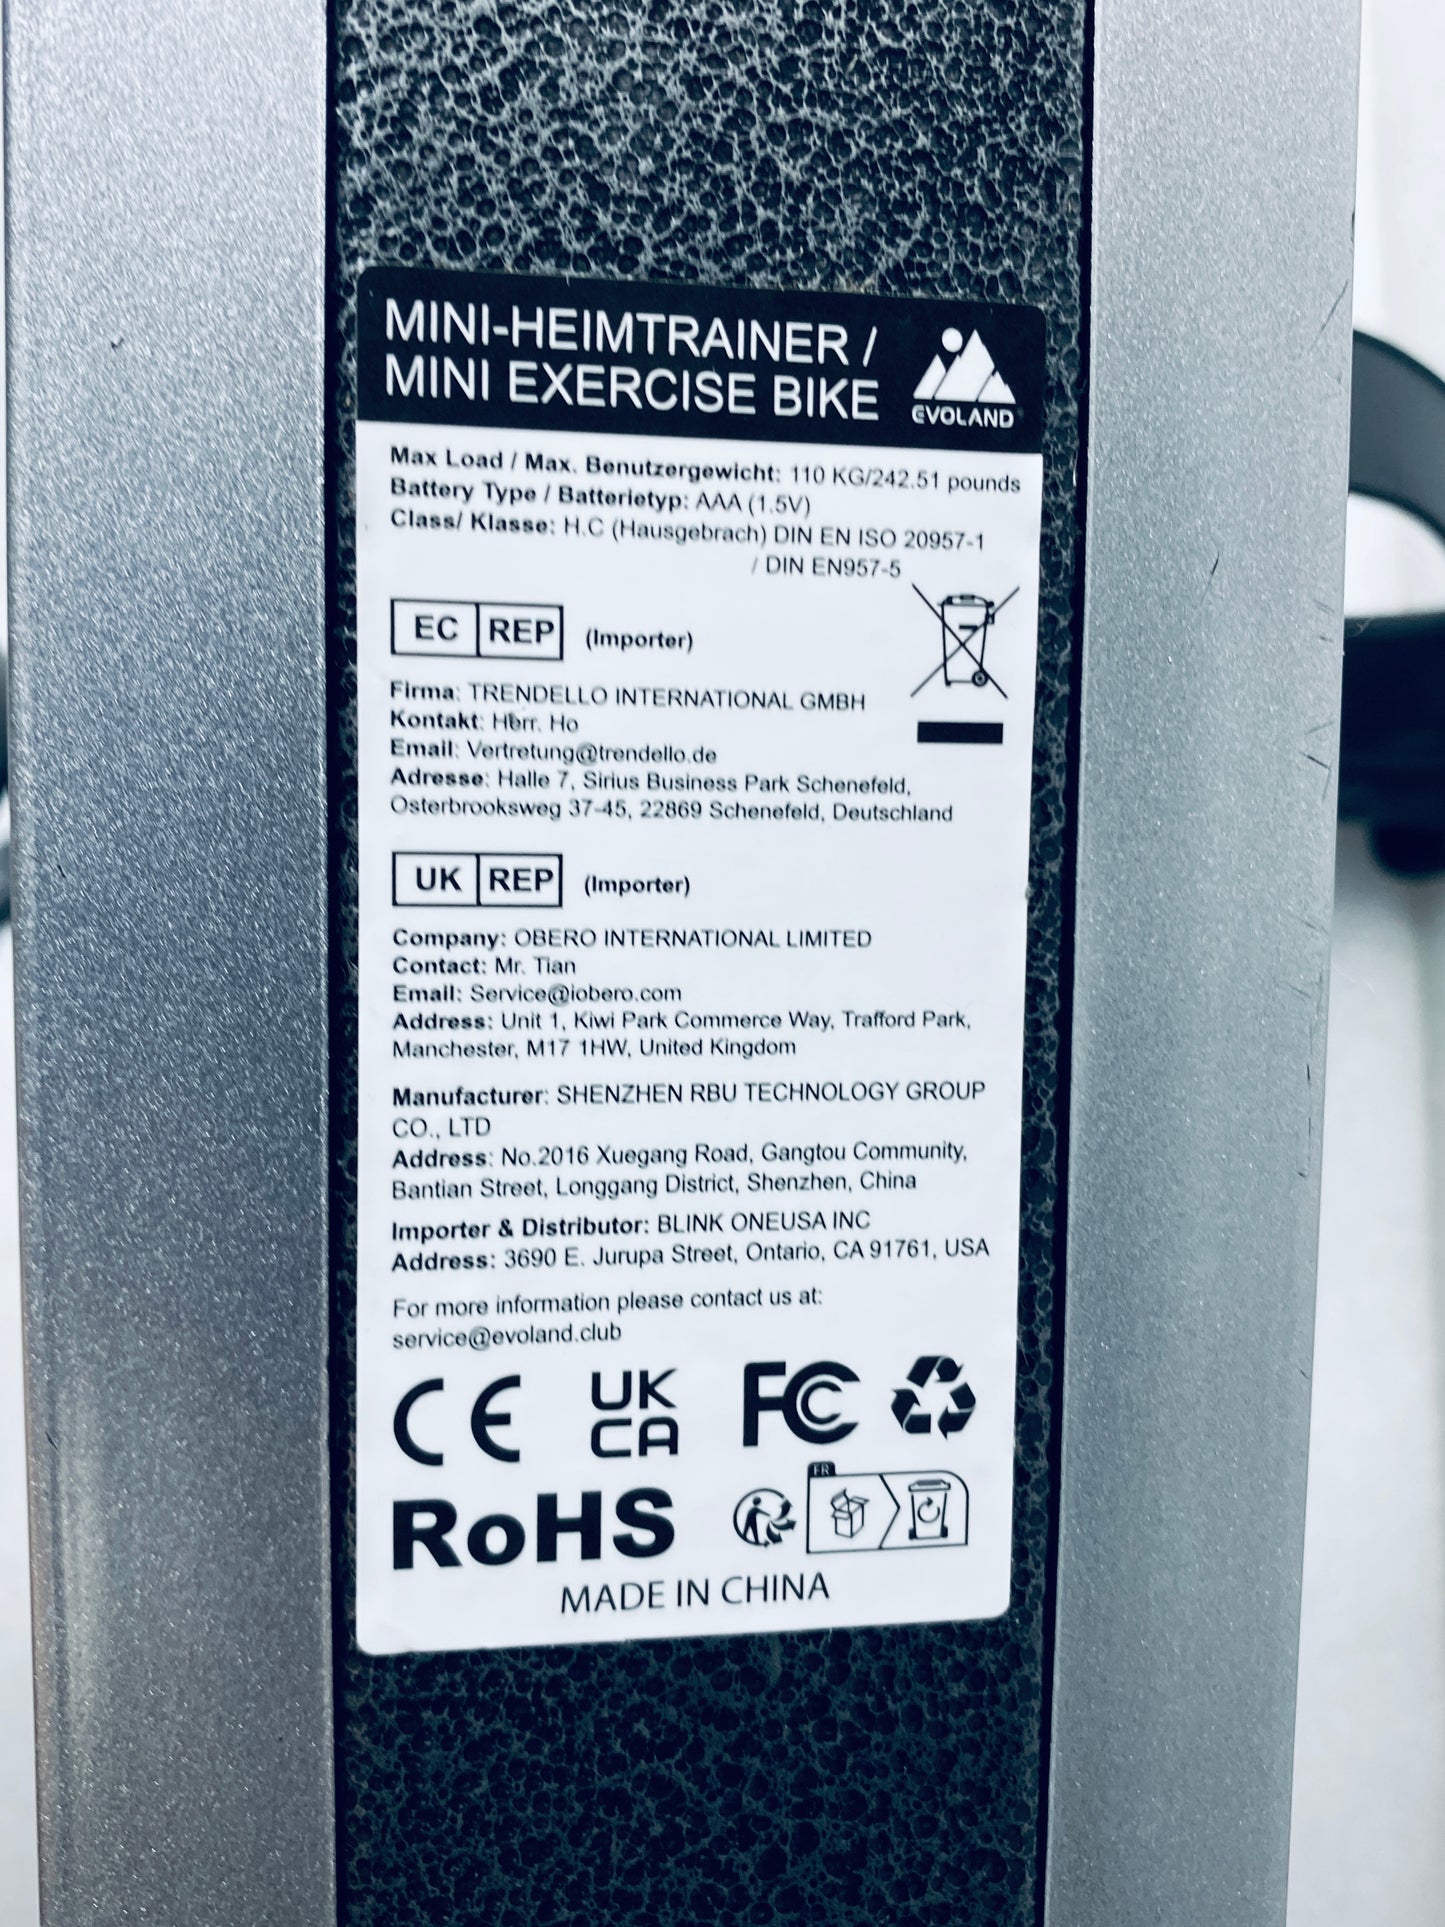 MINI-HEIMTRAINER /
MINI EXERCISE BIKE
EVOLAND
Max Load / Max. Benutzergewicht: 110 KG/242.51 pounds
Battery Type / Batterietyp: AAA (1.5V)
Class/ Klasse: H.C (Hausgebrach) DIN EN ISO 20957-1
/ DIN EN957-5
EC REP (Importer)
Firma: TRENDELLO INTERNATIONAL GMBH
Kontakt: Herr. Ho
Email: Vertretung@trendello.de
Adresse: Halle 7, Sirius Business Park Schenefeld,
Osterbrooksweg 37-45, 22869 Schenefeld, Deutschland
UK REP (Importer)
Company: OBERO INTERNATIONAL LIMITED
Contact: Mr. Tian
Email: Service@iobero.com
Address: Unit 1, Kiwi Park Commerce Way, Trafford Park,
Manchester, M17 1HW, United Kingdom
Manufacturer: SHENZHEN RBU TECHNOLOGY GROUP
CO., LTD
Address: No.2016 Xuegang Road, Gangtou Community,
Bantian Street, Longgang District, Shenzhen, China
Importer & Distributor: BLINK ONEUSA INC
Address: 3690 E. Jurupa Street, Ontario, CA 91761, USA
For more information please contact us at:
service@evoland.club
CE UK CA FC
FR
RoHS
MADE IN CHINA